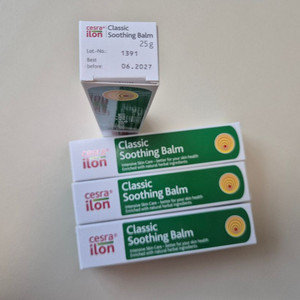 cesra+ Classic
ilon Soothing Balm
25 g
Lot.-No.: 1391
Best
before: 06.2027
cesra+ Classic
ilon Soothing Balm
Intensive Skin-Care - better for your skin health
Enriched with natural herbal ingredients
cesra+ Classic
ilon Soothing Balm
Intensive Skin-Care - better for your skin health
Enriched with natural herbal ingredients
cesra+ Classic
ilon Soothing Balm
Intensive Skin-Care - better for your skin health
Enriched with natural herbal ingredients